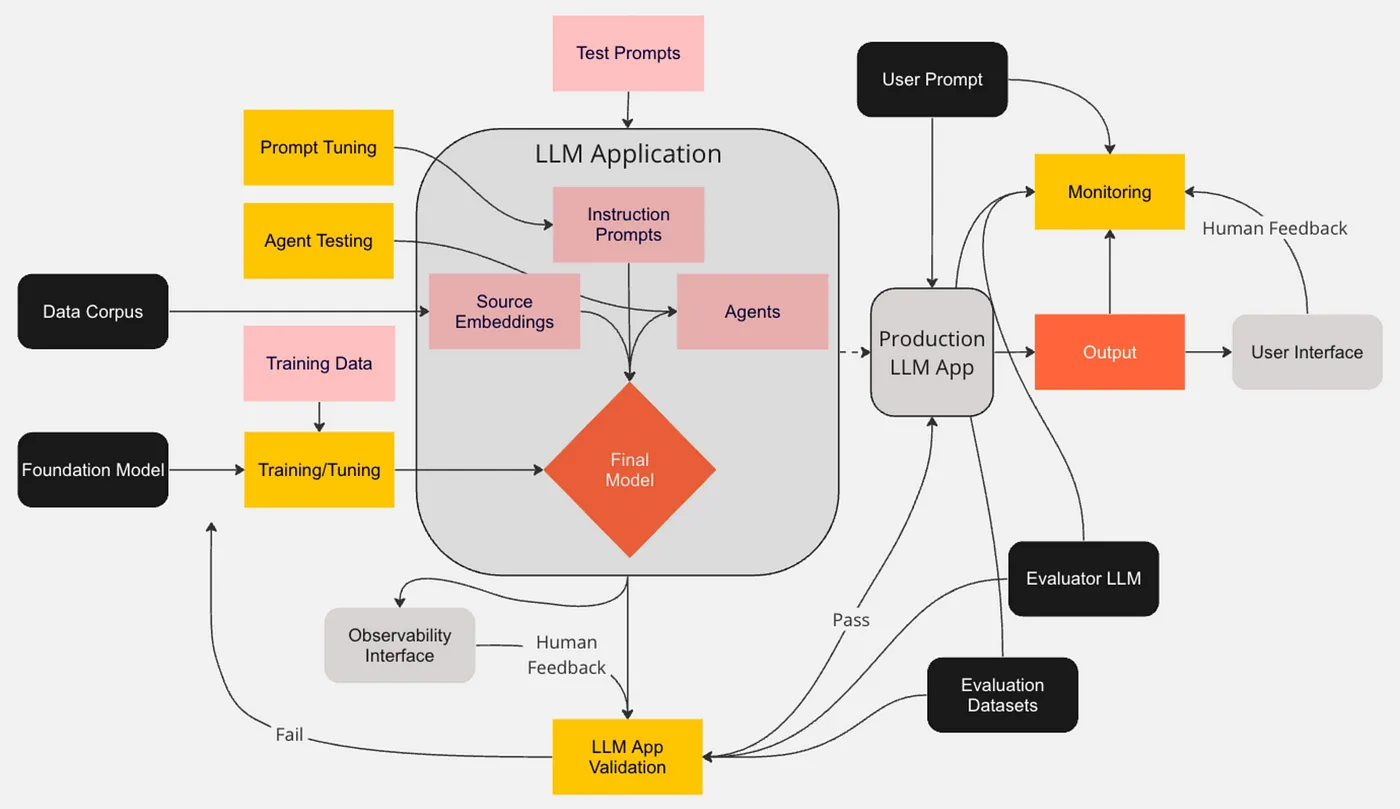 Test Prompts
User Prompt
Prompt Tuning
LLM Application
Monitoring
Instruction
Prompts
Human Feedback
Agent Testing
Data Corpus
Source
Embeddings
Agents
Production
LLM App
Output
User Interface
Training Data
Foundation Model
Training/Tuning
Final
Model
Evaluator LLM
Pass
Observability
Interface
Human
Feedback
Evaluation
Datasets
Fail
LLM App
Validation